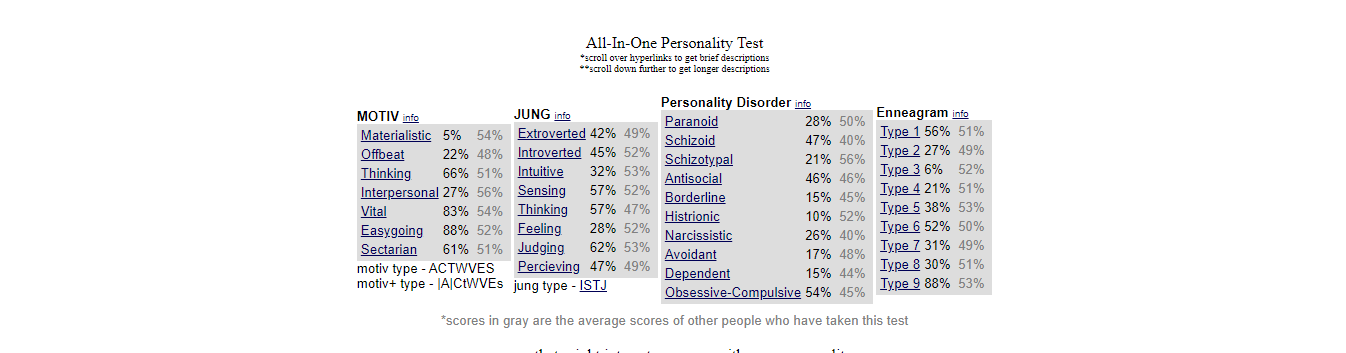 All-In-One Personality Test
*scroll over hyperlinks to get brief descriptions
**scroll down further to get longer descriptions
MOTIV info
Materialistic 5% 54%
Offbeat 22% 48%
Thinking 66% 51%
Interpersonal 27% 56%
Vital 83% 54%
Easygoing 88% 52%
Sectarian 61% 51%
motiv type - ACTWVES
motiv+ type - |A|CtWVEs
JUNG info
Extroverted 42% 49%
Introverted 45% 52%
Intuitive 32% 53%
Sensing 57% 52%
Thinking 57% 47%
Feeling 28% 52%
Judging 62% 53%
Percieving 47% 49%
jung type - ISTJ
Personality Disorder info
Paranoid 28% 50%
Schizoid 47% 40%
Schizotypal 21% 56%
Antisocial 46% 46%
Borderline 15% 45%
Histrionic 10% 52%
Narcissistic 26% 40%
Avoidant 17% 48%
Dependent 15% 44%
Obsessive-Compulsive 54% 45%
Enneagram info
Type 1 56% 51%
Type 2 27% 49%
Type 3 6% 52%
Type 4 21% 51%
Type 5 38% 53%
Type 6 52% 50%
Type 7 31% 49%
Type 8 30% 51%
Type 9 88% 53%
*scores in gray are the average scores of other people who have taken this test